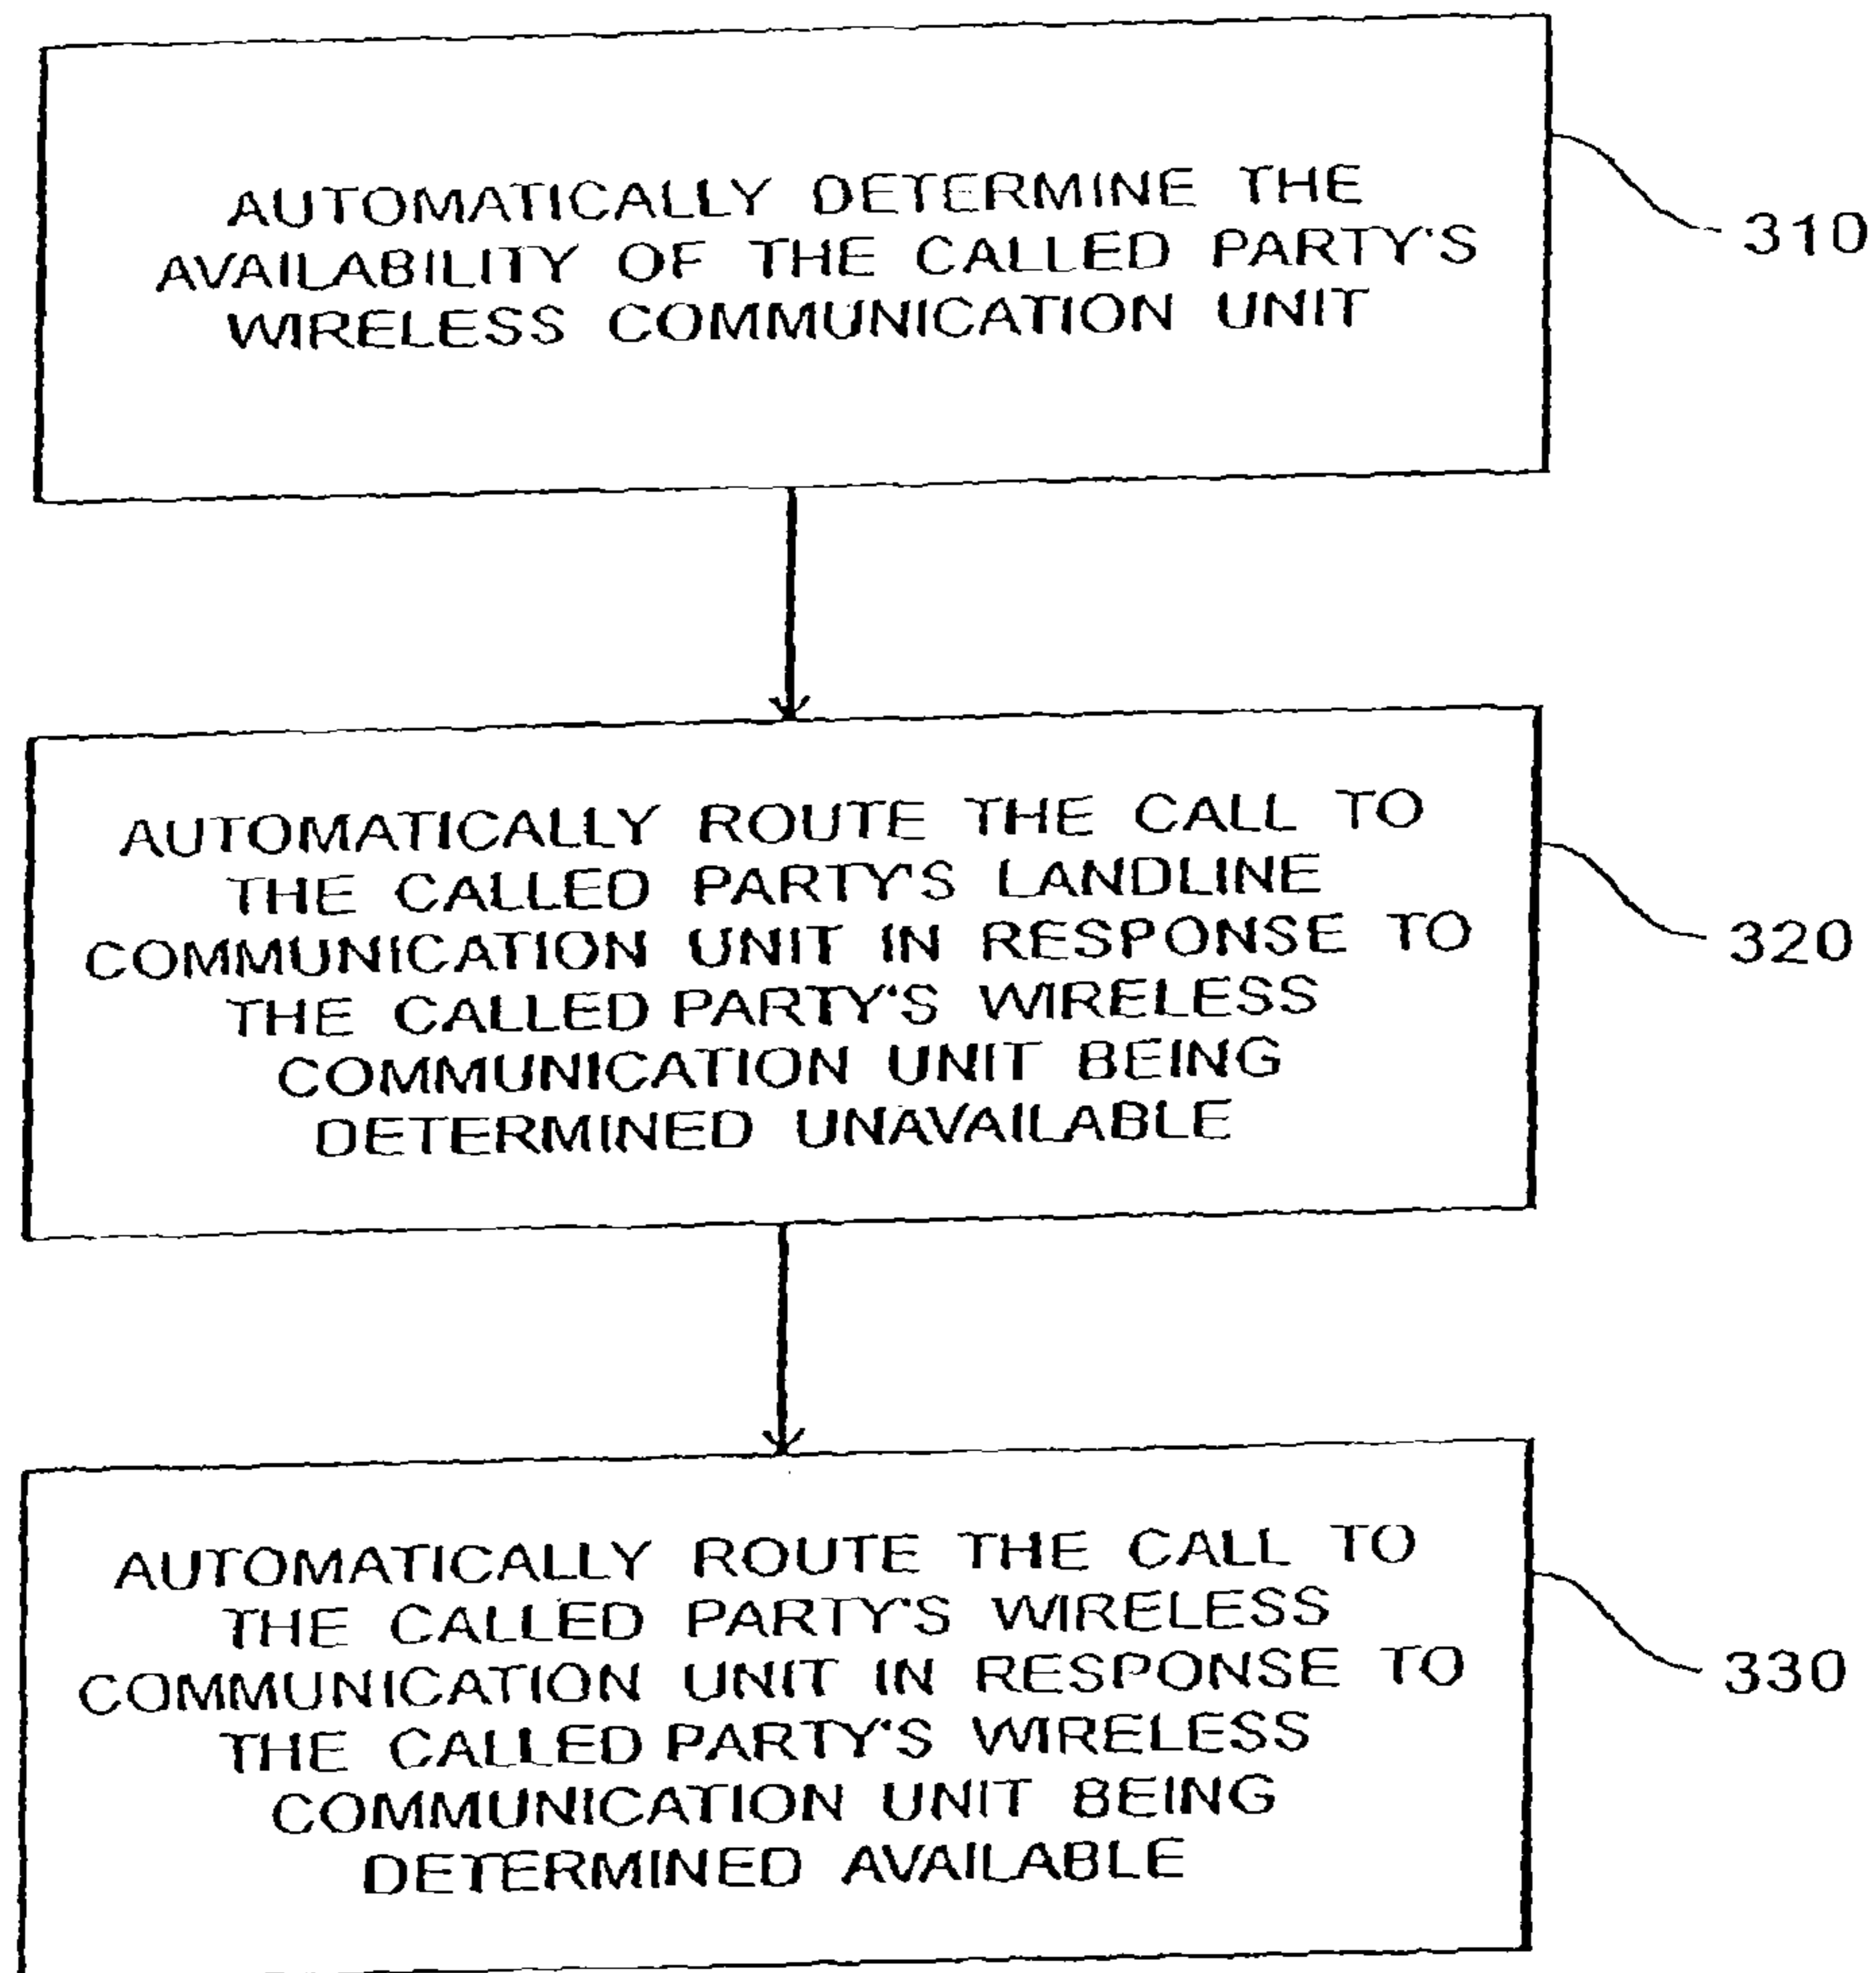 AUTOMATICALLY DETERMINE THE
AVAILABILITY OF THE CALLED PARTY'S
WIRELESS COMMUNICATION UNIT
310
AUTOMATICALLY ROUTE THE CALL TO
THE CALLED PARTY'S LANDLINE
COMMUNICATION UNIT IN RESPONSE TO
THE CALLED PARTY'S WIRELESS
COMMUNICATION UNIT BEING
DETERMINED UNAVAILABLE
320
AUTOMATICALLY ROUTE THE CALL TO
THE CALLED PARTY'S WIRELESS
COMMUNICATION UNIT IN RESPONSE TO
THE CALLED PARTY'S WIRELESS
COMMUNICATION UNIT BEING
DETERMINED AVAILABLE
330